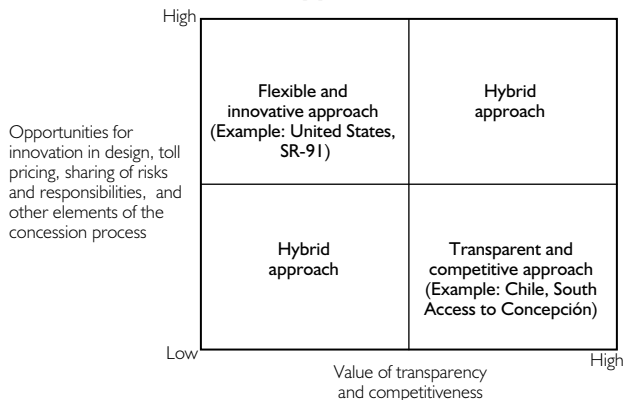 High
Flexible and
innovative approach
(Example: United States,
SR-91)
Hybrid
approach
Opportunities for
innovation in design, toll
pricing, sharing of risks
and responsibilities, and
other elements of the
concession process
Hybrid
approach
Transparent and
competitive approach
(Example: Chile, South
Access to Concepción)
Low
High
Value of transparency
and competitiveness